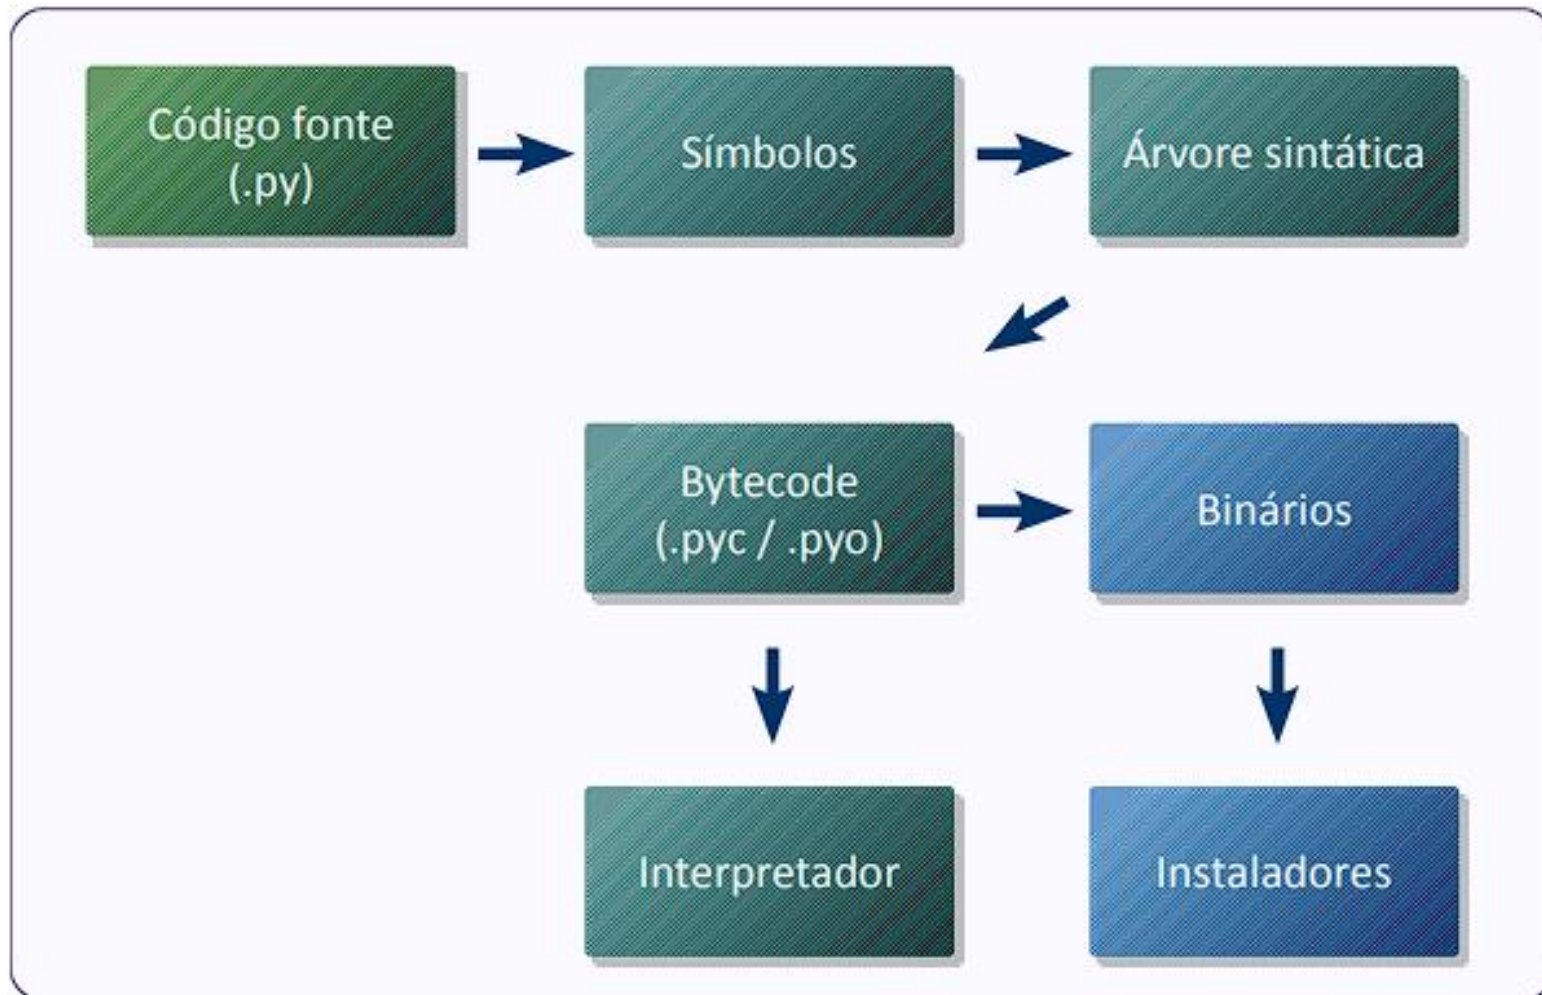 Código fonte
(.py)
Símbolos
Árvore sintática
Bytecode
(.pyc / .pyo)
Binários
Interpretador
Instaladores